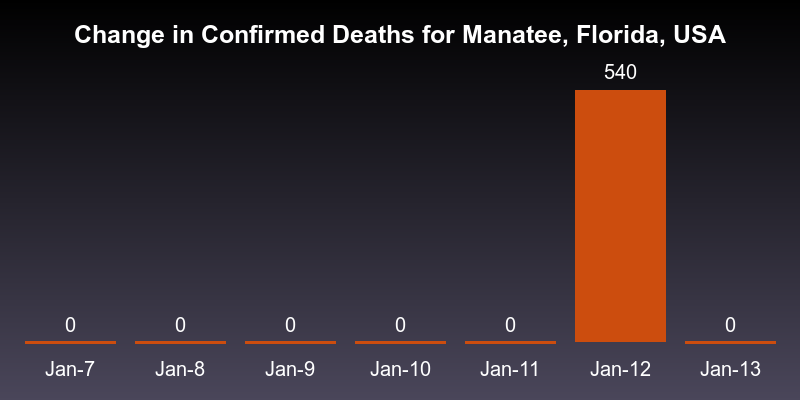 Change in Confirmed Deaths for Manatee, Florida, USA
540
0 0 0 0 0 0
Jan-7 Jan-8 Jan-9 Jan-10 Jan-11 Jan-12 Jan-13